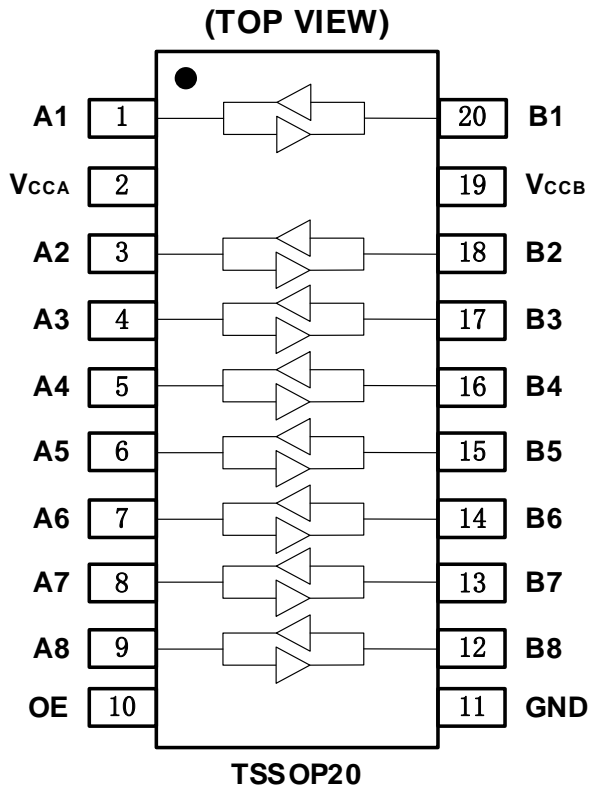 (TOP VIEW)
A1 1 20 B1
VCCA 2 19 VCCB
A2 3 18 B2
A3 4 17 B3
A4 5 16 B4
A5 6 15 B5
A6 7 14 B6
A7 8 13 B7
A8 9 12 B8
OE 10 11 GND
TSSOP20